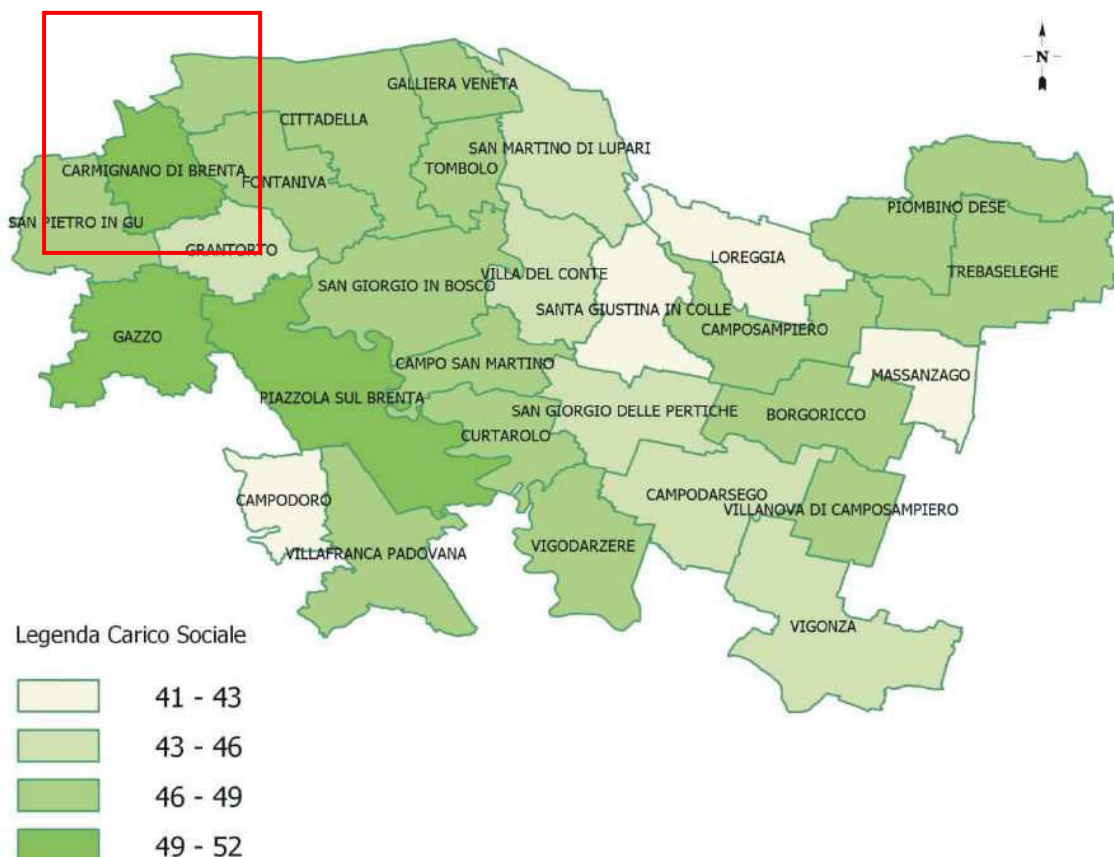 N
GALLIERA VENETA
CITTADELLA
SAN MARTINO DI LUPARI
CARMIGNANO DI BRENTA
TOMBOLO
FONTANIVA
PIOMBINO DESE
SAN PIETRO IN GU
GRANTORTO
LOREGGIA
TREBASELEGHE
VILLA DEL CONTE
SAN GIORGIO IN BOSCO
SANTA GIUSTINA IN COLLE
CAMPOSAMPIERO
GAZZO
CAMPO SAN MARTINO
MASSANZAGO
PIAZZOLA SUL BRENTA
SAN GIORGIO DELLE PERTICHE
BORGORICCO
CURTAROLO
CAMPODORO
CAMPODARSEGO
VILLANOVA DI CAMPOSAMPIERO
VIGODARZERE
VILLAFRANCA PADOVANA
VIGONZA
Legenda Carico Sociale
41 - 43
43 - 46
46 - 49
49 - 52